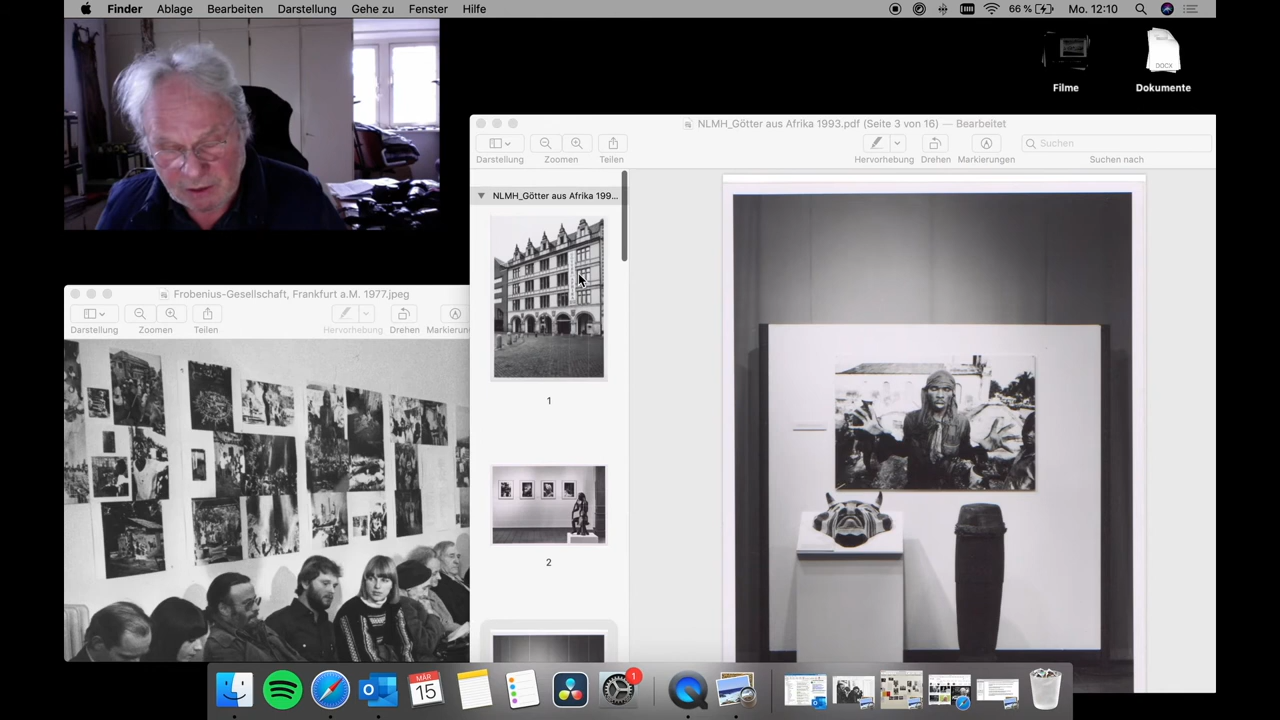 Finder Ablage Bearbeiten Darstellung Gehe zu Fenster Hilfe 66 % Mo. 12:10
Filme
DOCX
Dokumente
NLMH_Götter aus Afrika 1993.pdf (Seite 3 von 16) — Bearbeitet
Suchen
Darstellung Zoomen Teilen Hervorhebung Drehen Markierungen Suchen nach
NLMH_Götter aus Afrika 199...
1
2
Frobenius-Gesellschaft, Frankfurt a.M. 1977.jpeg
Darstellung Zoomen Teilen Hervorhebung Drehen Markierun
MÄR
15
1